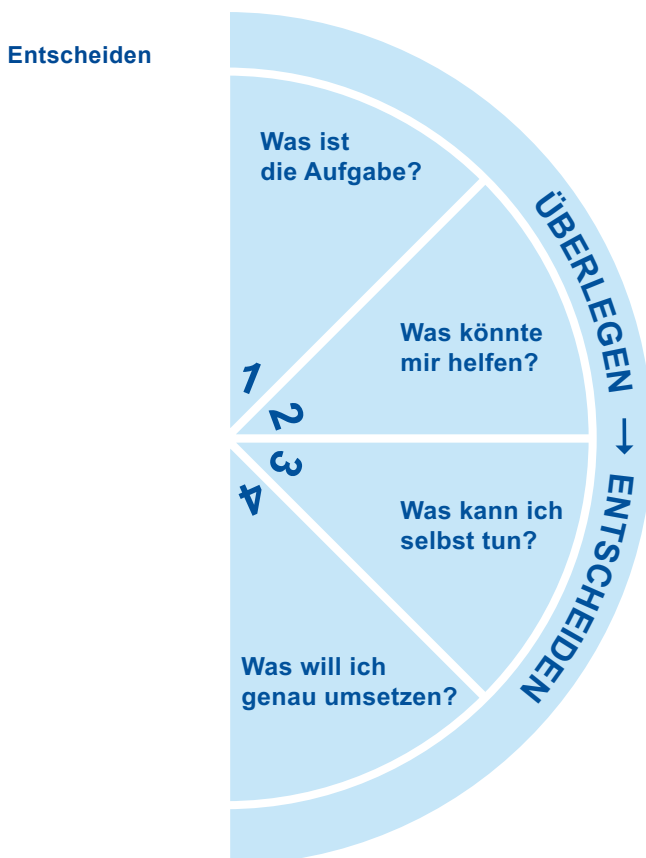 Entscheiden
Was ist
die Aufgabe?
1
Was könnte
mir helfen?
2
Was kann ich
selbst tun?
3
Was will ich
genau umsetzen?
4
ÜBERLEGEN → ENTSCHEIDEN